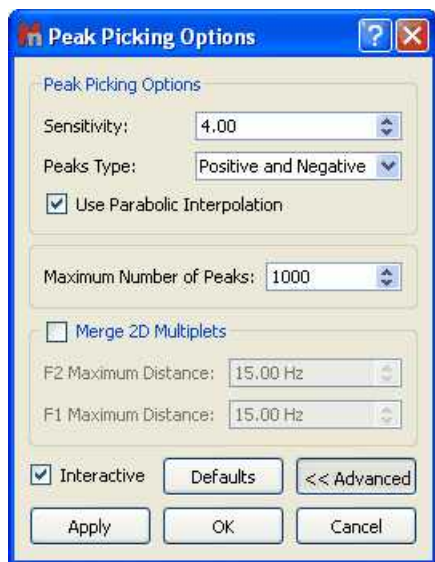 Peak Picking Options
Peak Picking Options
Sensitivity: 4.00
Peaks Type: Positive and Negative
Use Parabolic Interpolation
Maximum Number of Peaks: 1000
Merge 2D Multiplets
F2 Maximum Distance: 15.00 Hz
F1 Maximum Distance: 15.00 Hz
Interactive Defaults << Advanced
Apply OK Cancel